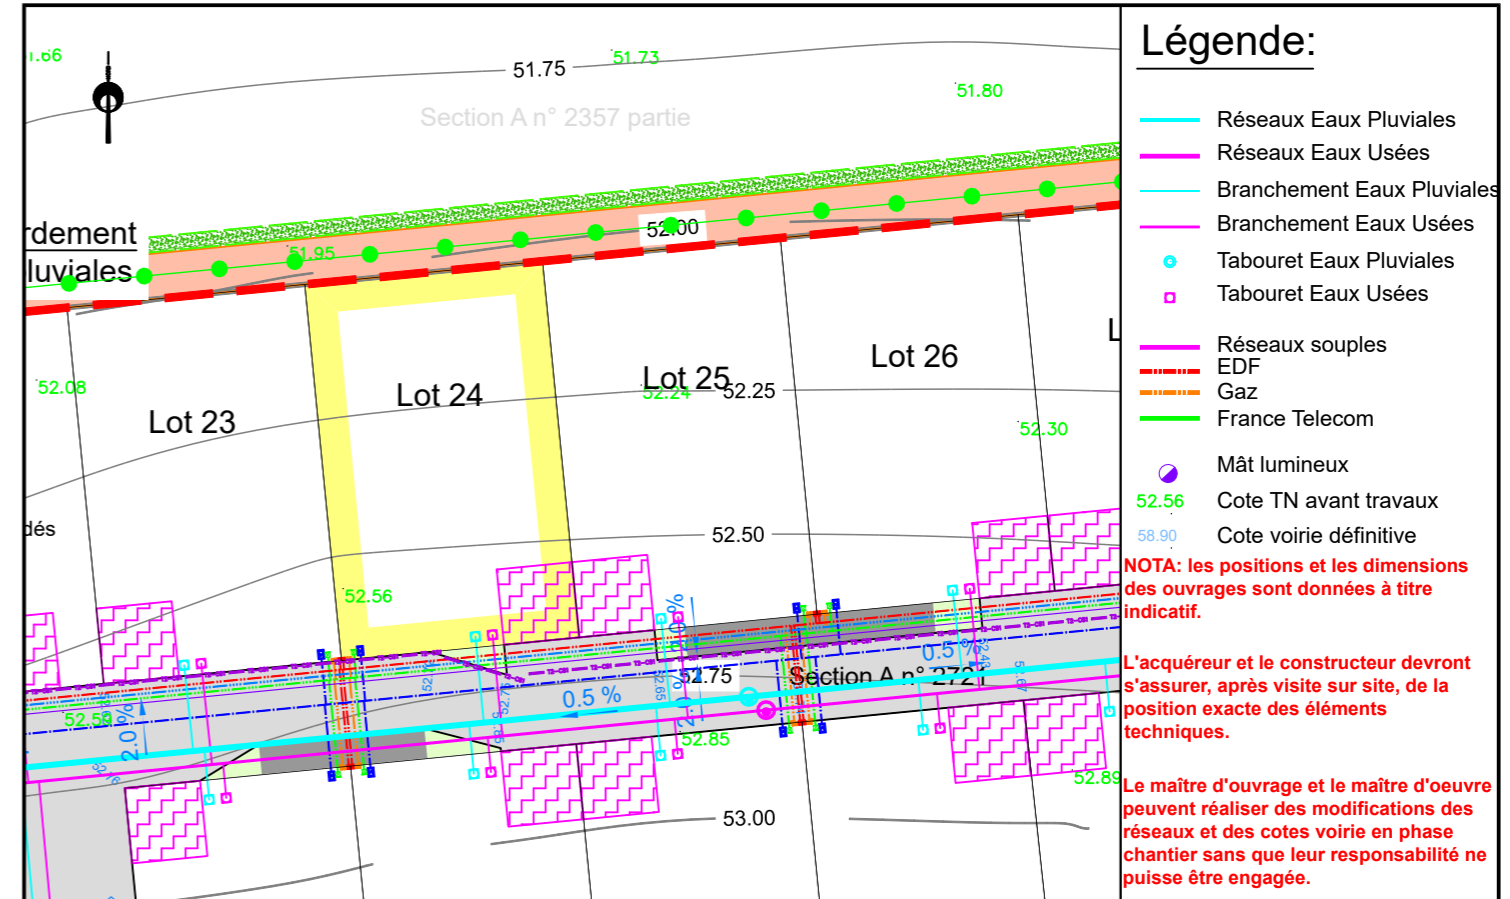 51.75
51.73
51.80
Section A n° 2357 partie
rdement
luviales
51.95
52.00
52.08
Lot 23
Lot 24
Lot 25
52.24
52.25
Lot 26
52.30
dés
52.50
52.56
52.75
Section A n° 2721
0.5 %
0.5 %
52.50
2.0 %
52.85
52.89
53.00
Légende:
Réseaux Eaux Pluviales
Réseaux Eaux Usées
Branchement Eaux Pluviales
Branchement Eaux Usées
Tabouret Eaux Pluviales
Tabouret Eaux Usées
Réseaux souples
EDF
Gaz
France Telecom
Mât lumineux
52.56 Cote TN avant travaux
58.90 Cote voirie définitive
NOTA: les positions et les dimensions
des ouvrages sont données à titre
indicatif.
L'acquéreur et le constructeur devront
s'assurer, après visite sur site, de la
position exacte des éléments
techniques.
Le maître d'ouvrage et le maître d'oeuvre
peuvent réaliser des modifications des
réseaux et des cotes voirie en phase
chantier sans que leur responsabilité ne
puisse être engagée.